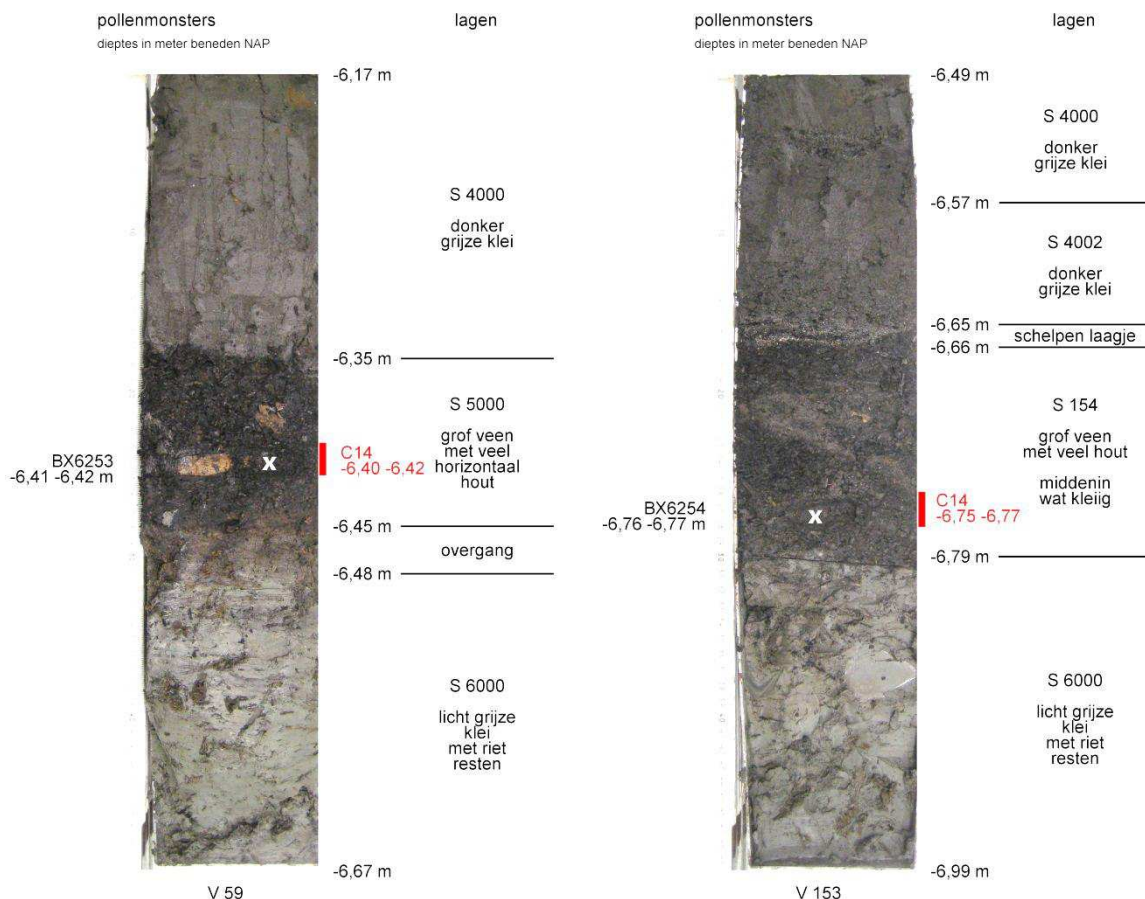 pollenmonsters
dieptes in meter beneden NAP
lagen
-6,17 m
S 4000
donker
grijze klei
-6,35 m
S 5000
grof veen
met veel
horizontaal
hout
C14
-6,40 -6,42
BX6253
-6,41 -6,42 m
x
-6,45 m
overgang
-6,48 m
S 6000
licht grijze
klei
met riet
resten
-6,67 m
V 59
pollenmonsters
dieptes in meter beneden NAP
lagen
-6,49 m
S 4000
donker
grijze klei
-6,57 m
S 4002
donker
grijze klei
-6,65 m
schelpen laagje
-6,66 m
S 154
grof veen
met veel hout
middenin
wat kleiig
C14
-6,75 -6,77
BX6254
-6,76 -6,77 m
x
-6,79 m
S 6000
licht grijze
klei
met riet
resten
-6,99 m
V 153